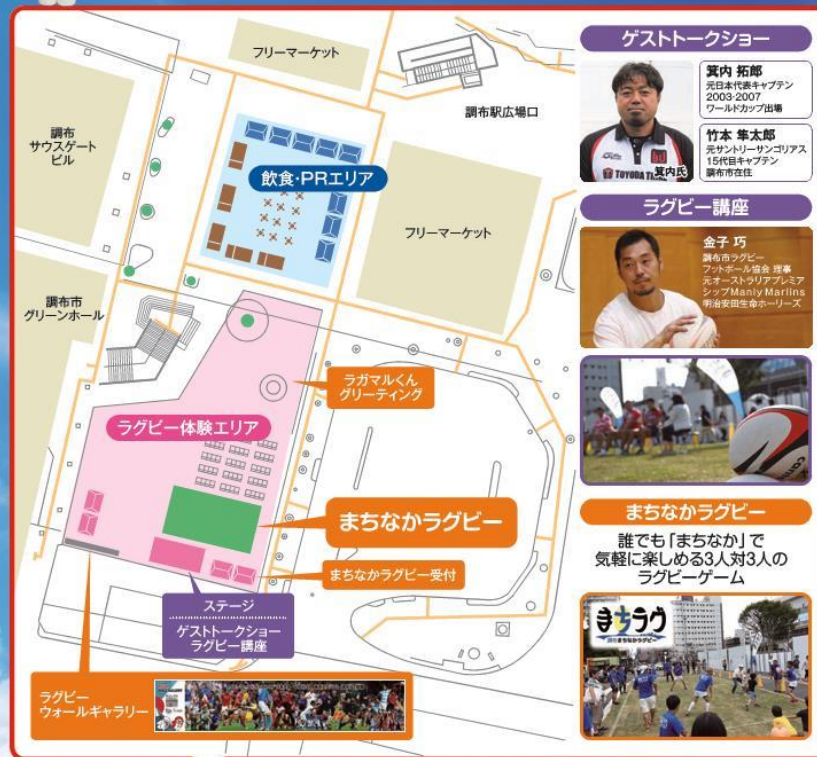 フリーマーケット
調布駅広場口
調布
サウスゲート
ビル
飲食・PRエリア
フリーマーケット
調布市
グリーンホール
ラガマルくん
グリーティング
ラグビー体験エリア
まちなかラグビー
まちなかラグビー受付
ステージ
ゲストトークショー
ラグビー講座
ラグビー
ウォールギャラリー
ゲストトークショー
箕内 拓郎
元日本代表キャプテン
2003-2007
ワールドカップ出場
竹本 隼太郎
元サントリーサンゴリアス
15代目キャプテン
調布市在住
箕内氏
TOYODA
ラグビー講座
金子 巧
調布市ラグビー
フットボール協会 理事
元オーストラリアプレミア
シップManly Marlins
明治安田生命ホーリーズ
まちなかラグビー
誰でも「まちなか」で
気軽に楽しめる3人対3人の
ラグビーゲーム
まちラグ
調布まちなかラグビー